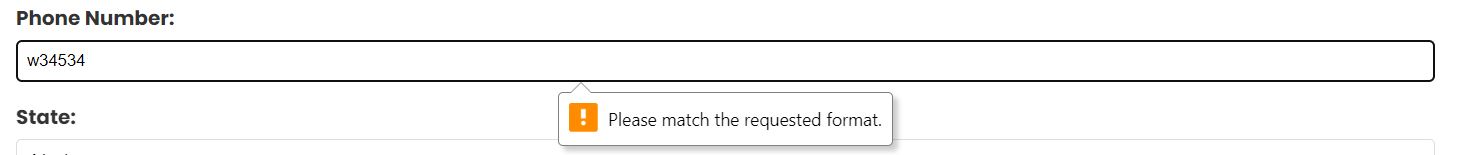 Phone Number:
w34534
Please match the requested format.
State: